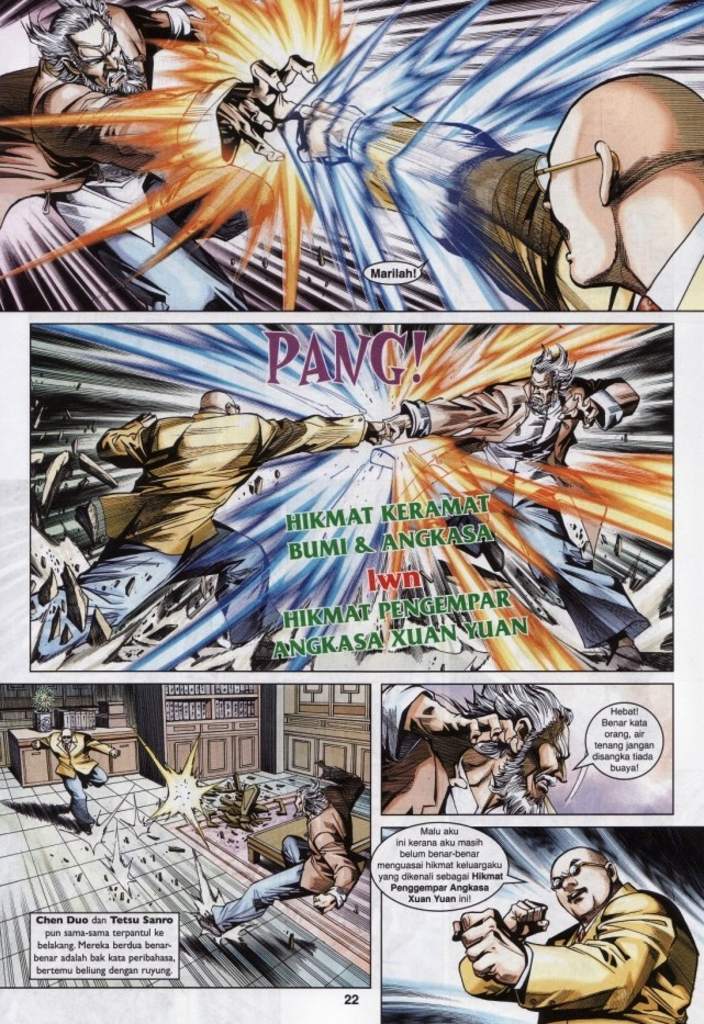 Marilah!
PANG!
HIKMAT KERAMAT
BUMI & ANGKASA
lwn
HIKMAT PENGEMPAR
ANGKASA XUAN YUAN
Chen Duo dan Tetsu Sanro
pun sama-sama terpantul ke
belakang. Mereka berdua benar-
benar adalah bak kata peribahasa,
bertemu beliung dengan ruyung.
Hebat!
Benar kata
orang, air
tenang jangan
disangka tiada
buaya!
Malu aku
ini kerana aku masih
belum benar-benar
menguasai hikmat keluargaku
yang dikenali sebagai Hikmat
Penggempar Angkasa
Xuan Yuan ini!
22